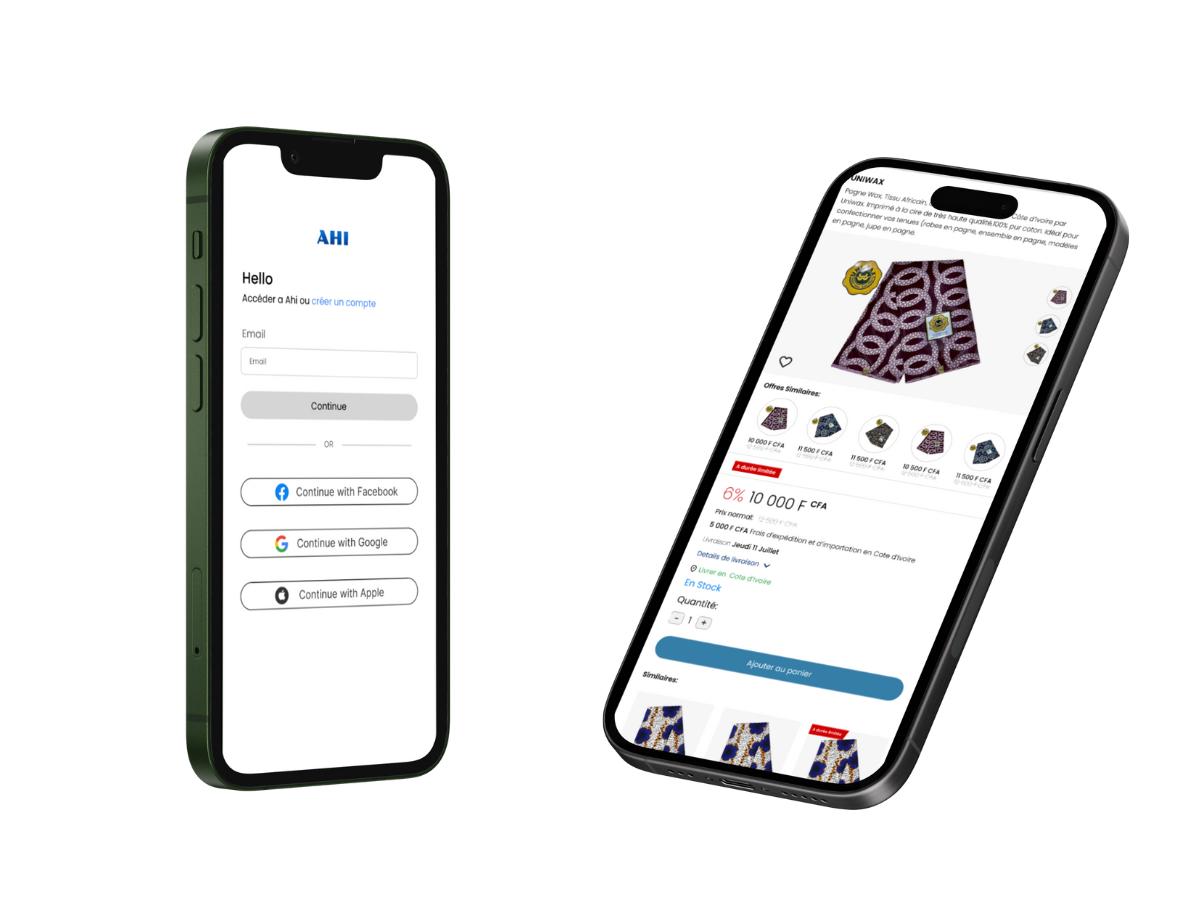 AHI
Hello
Accéder a Ahi ou créer un compte
Email
Email
Continue
OR
Continue with Facebook
Continue with Google
Continue with Apple
UNIWAX
Pagne Wax, Tissu Africain, Côte d'Ivoire par
Uniwax. Imprimé à la cire de très haute qualité,100% pur coton. Idéal pour
confectionner vos tenues (robes en pagne, ensemble en pagne, modèles
en pagne, jupe en pagne.
Offres Similaires:
10 000 F CFA 11 500 F CFA 11 500 F CFA 10 500 F CFA 11 500 F CFA
12 500 F CFA 12 500 F CFA 12 500 F CFA 12 500 F CFA 12 500 F CFA
A durée limitée
6% 10 000 F CFA
Prix normal: 12 500 F CFA
5 000 F CFA Frais d'expédition et d'importation en Cote d'Ivoire
Livraison Jeudi 11 Juillet
Details de livraison
Livrer en Cote d'Ivoire
En Stock
Quantité:
- 1 +
Ajouter au panier
Similaires:
A durée limitée